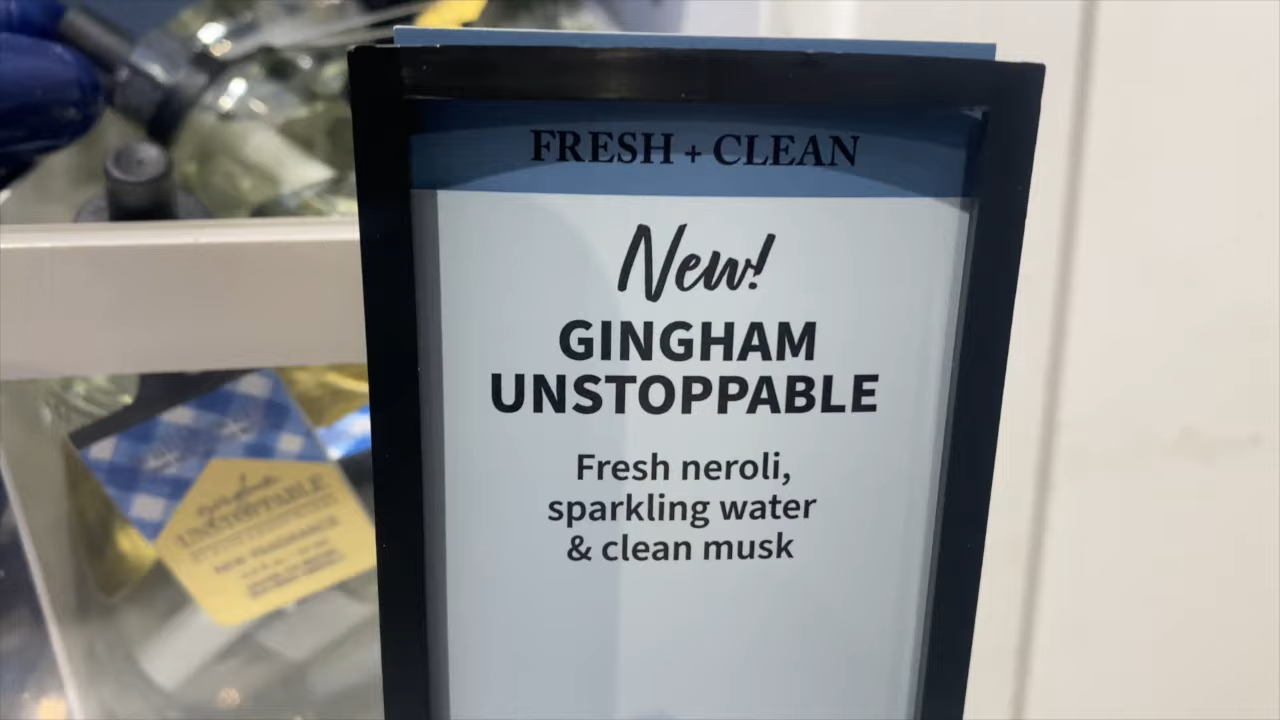 FRESH + CLEAN
New!
GINGHAM
UNSTOPPABLE
Fresh neroli,
sparkling water
& clean musk
UNSTOPPABLE